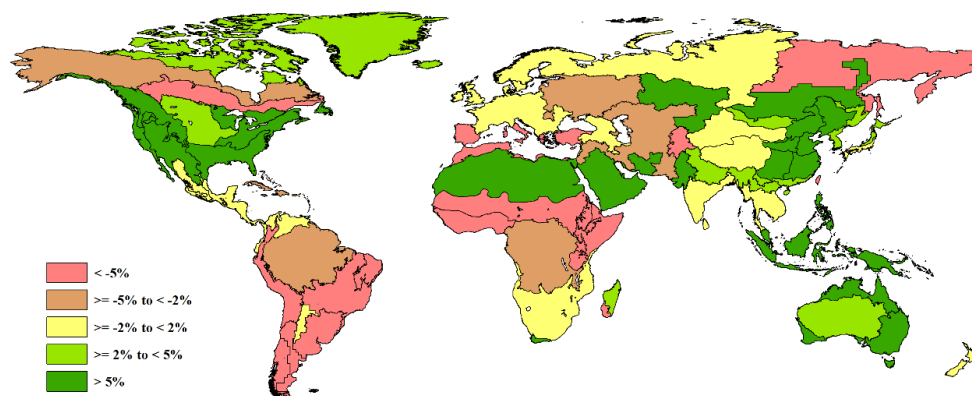 < -5%
>= -5% to < -2%
>= -2% to < 2%
>= 2% to < 5%
> 5%